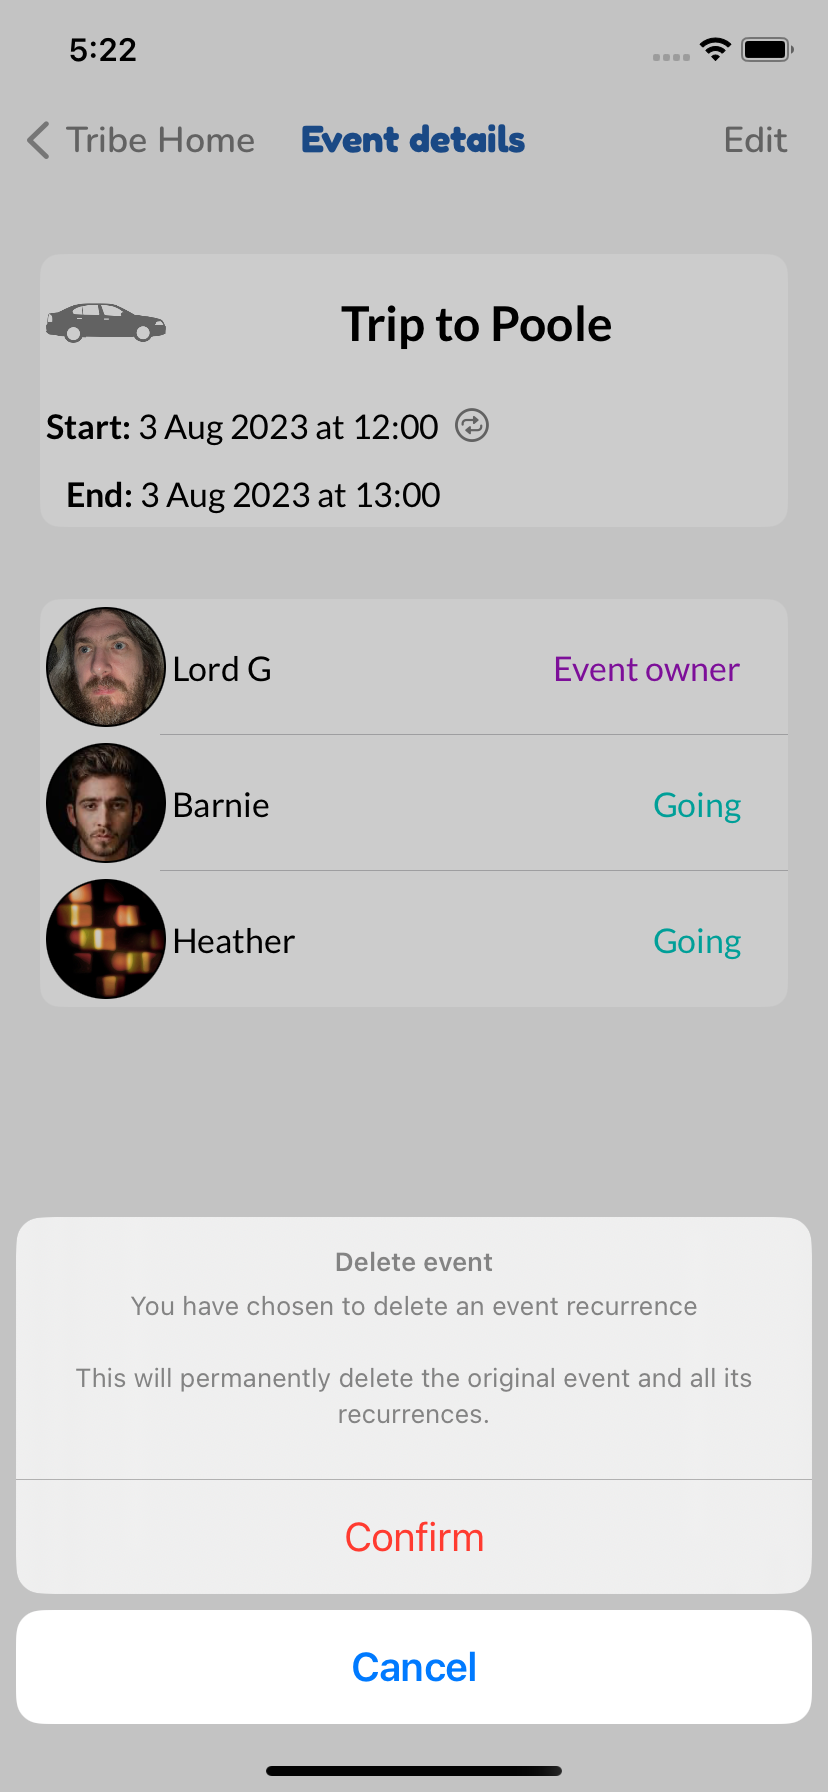 5:22
Tribe Home Event details Edit
Trip to Poole
Start: 3 Aug 2023 at 12:00
End: 3 Aug 2023 at 13:00
Lord G Event owner
Barnie Going
Heather Going
Delete event
You have chosen to delete an event recurrence
This will permanently delete the original event and all its
recurrences.
Confirm
Cancel